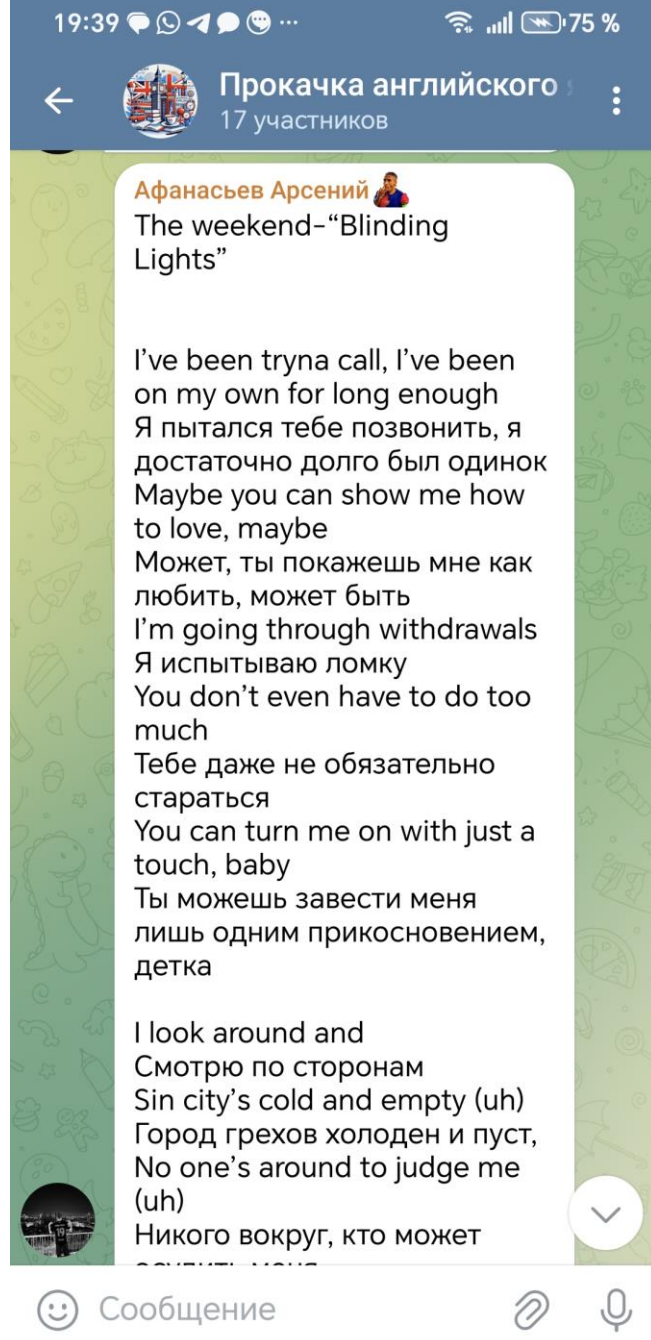 19:39 ... 75 %
Прокачка английского
17 участников
Афанасьев Арсений
The weekend-“Blinding
Lights”
I’ve been tryna call, I’ve been
on my own for long enough
Я пытался тебе позвонить, я
достаточно долго был одинок
Maybe you can show me how
to love, maybe
Может, ты покажешь мне как
любить, может быть
I’m going through withdrawals
Я испытываю ломку
You don’t even have to do too
much
Тебе даже не обязательно
стараться
You can turn me on with just a
touch, baby
Ты можешь завести меня
лишь одним прикосновением,
детка
I look around and
Смотрю по сторонам
Sin city’s cold and empty (uh)
Город грехов холоден и пуст,
No one’s around to judge me
(uh)
Никого вокруг, кто может
19
Сообщение